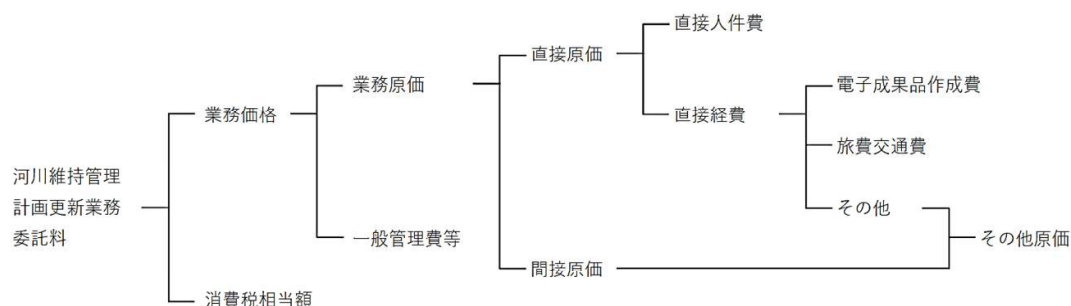 河川維持管理
計画更新業務
委託料
業務価格
消費税相当額
業務原価
一般管理費等
直接原価
間接原価
直接人件費
直接経費
電子成果品作成費
旅費交通費
その他
その他原価